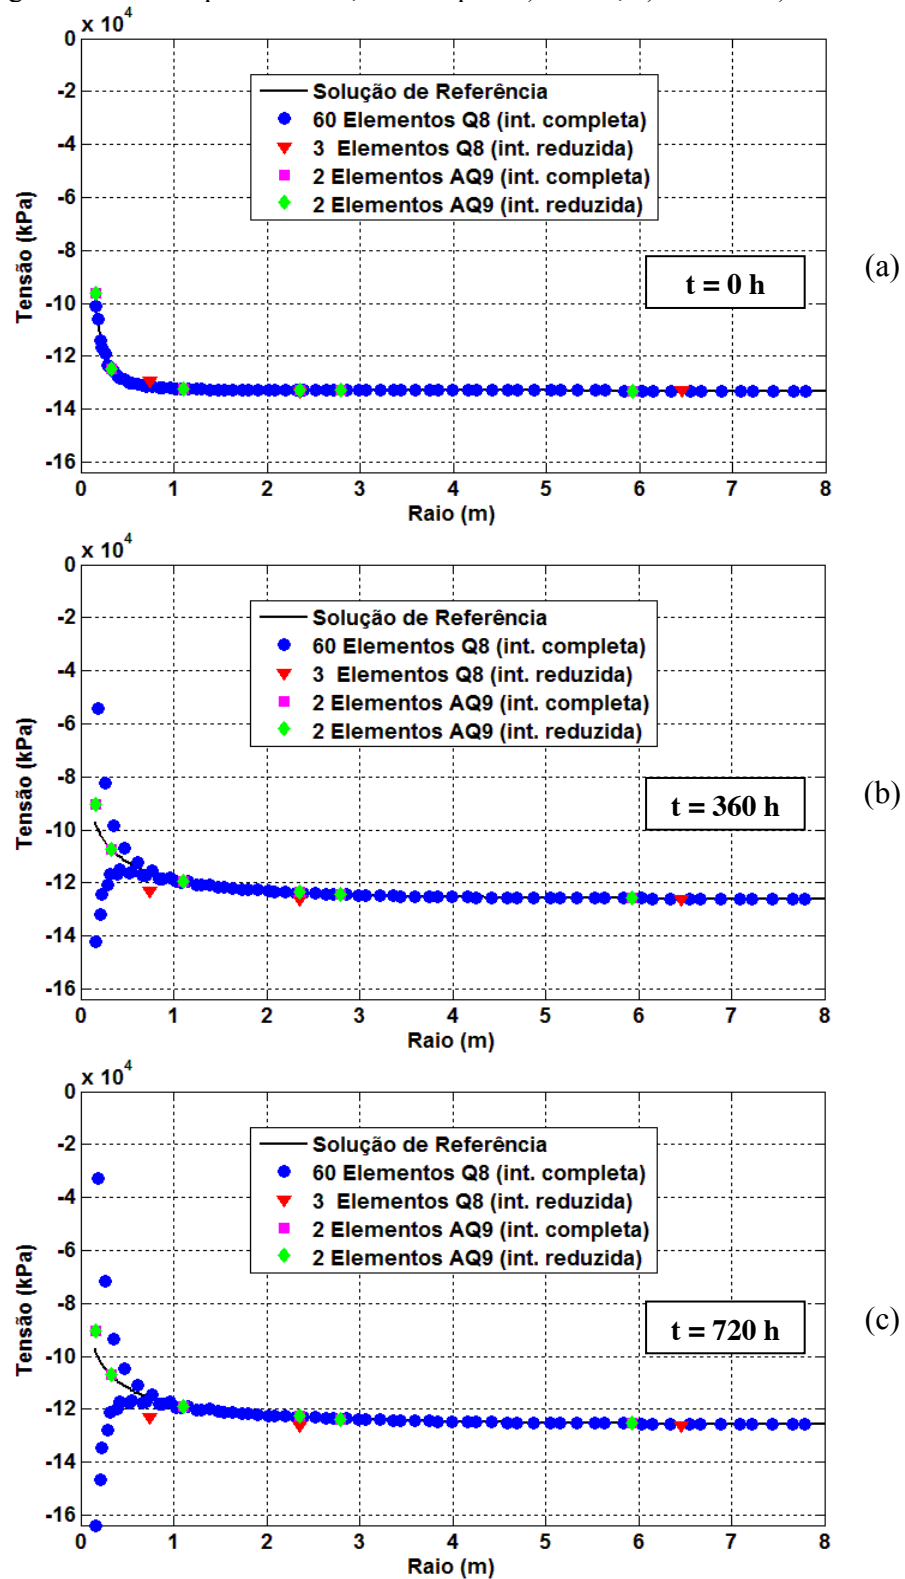 x 10⁴
0
-2
-4
-6
-8
-10
-12
-14
-16
Tensão (kPa)
Solução de Referência
60 Elementos Q8 (int. completa)
3 Elementos Q8 (int. reduzida)
2 Elementos AQ9 (int. completa)
2 Elementos AQ9 (int. reduzida)
t = 0 h
(a)
0 1 2 3 4 5 6 7 8
Raio (m)
x 10⁴
0
-2
-4
-6
-8
-10
-12
-14
-16
Tensão (kPa)
Solução de Referência
60 Elementos Q8 (int. completa)
3 Elementos Q8 (int. reduzida)
2 Elementos AQ9 (int. completa)
2 Elementos AQ9 (int. reduzida)
t = 360 h
(b)
0 1 2 3 4 5 6 7 8
Raio (m)
x 10⁴
0
-2
-4
-6
-8
-10
-12
-14
-16
Tensão (kPa)
Solução de Referência
60 Elementos Q8 (int. completa)
3 Elementos Q8 (int. reduzida)
2 Elementos AQ9 (int. completa)
2 Elementos AQ9 (int. reduzida)
t = 720 h
(c)
0 1 2 3 4 5 6 7 8
Raio (m)